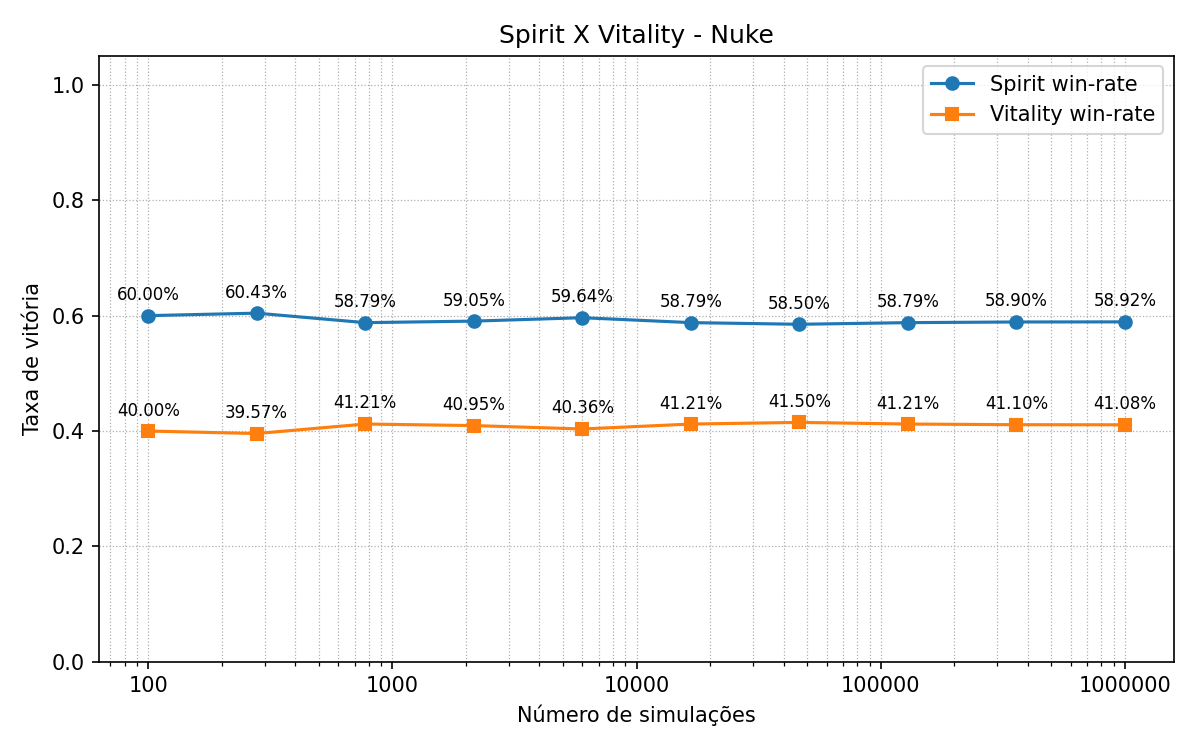 Spirit X Vitality - Nuke
Spirit win-rate
Vitality win-rate
Taxa de vitória
1.0
0.8
0.6
0.4
0.2
0.0
60.00% 60.43% 58.79% 59.05% 59.64% 58.79% 58.50% 58.79% 58.90% 58.92%
40.00% 39.57% 41.21% 40.95% 40.36% 41.21% 41.50% 41.21% 41.10% 41.08%
100 1000 10000 100000 1000000
Número de simulações